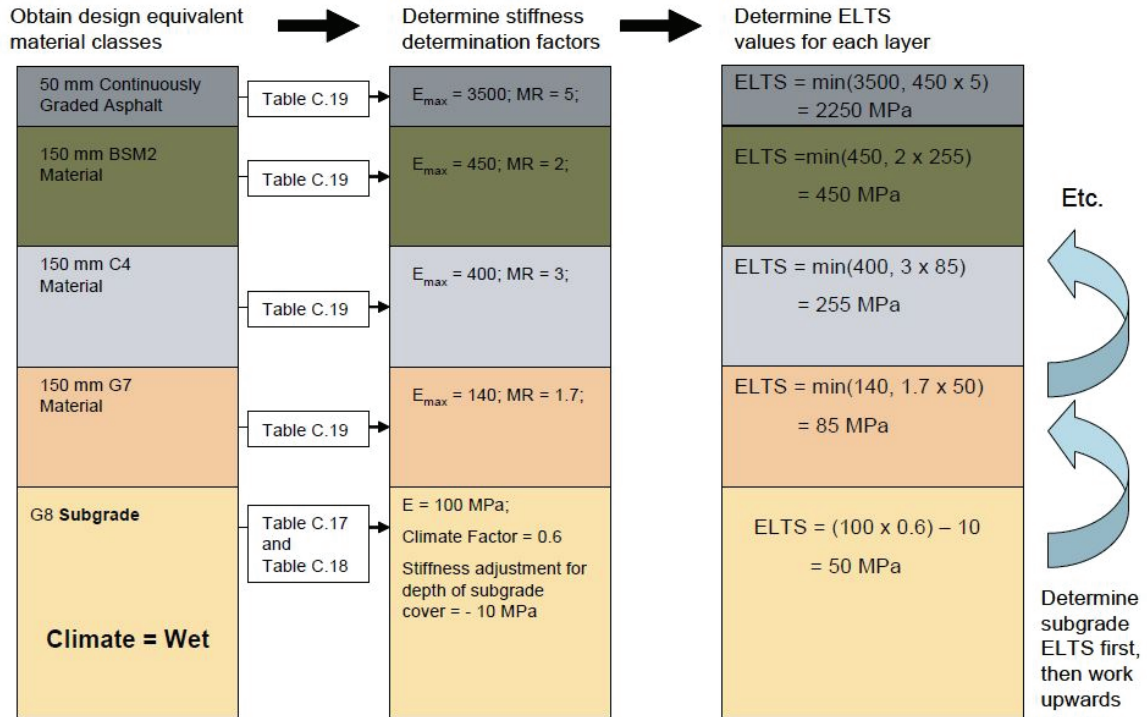 Obtain design equivalent
material classes
Determine stiffness
determination factors
Determine ELTS
values for each layer
50 mm Continuously
Graded Asphalt
Table C.19
Emax = 3500; MR = 5;
ELTS = min(3500, 450 x 5)
= 2250 MPa
150 mm BSM2
Material
Table C.19
Emax = 450; MR = 2;
ELTS =min(450, 2 x 255)
= 450 MPa
Etc.
150 mm C4
Material
Table C.19
Emax = 400; MR = 3;
ELTS = min(400, 3 x 85)
= 255 MPa
150 mm G7
Material
Table C.19
Emax = 140; MR = 1.7;
ELTS = min(140, 1.7 x 50)
= 85 MPa
G8 Subgrade
Climate = Wet
Table C.17
and
Table C.18
E = 100 MPa;
Climate Factor = 0.6
Stiffness adjustment for
depth of subgrade
cover = - 10 MPa
ELTS = (100 x 0.6) – 10
= 50 MPa
Determine
subgrade
ELTS first,
then work
upwards